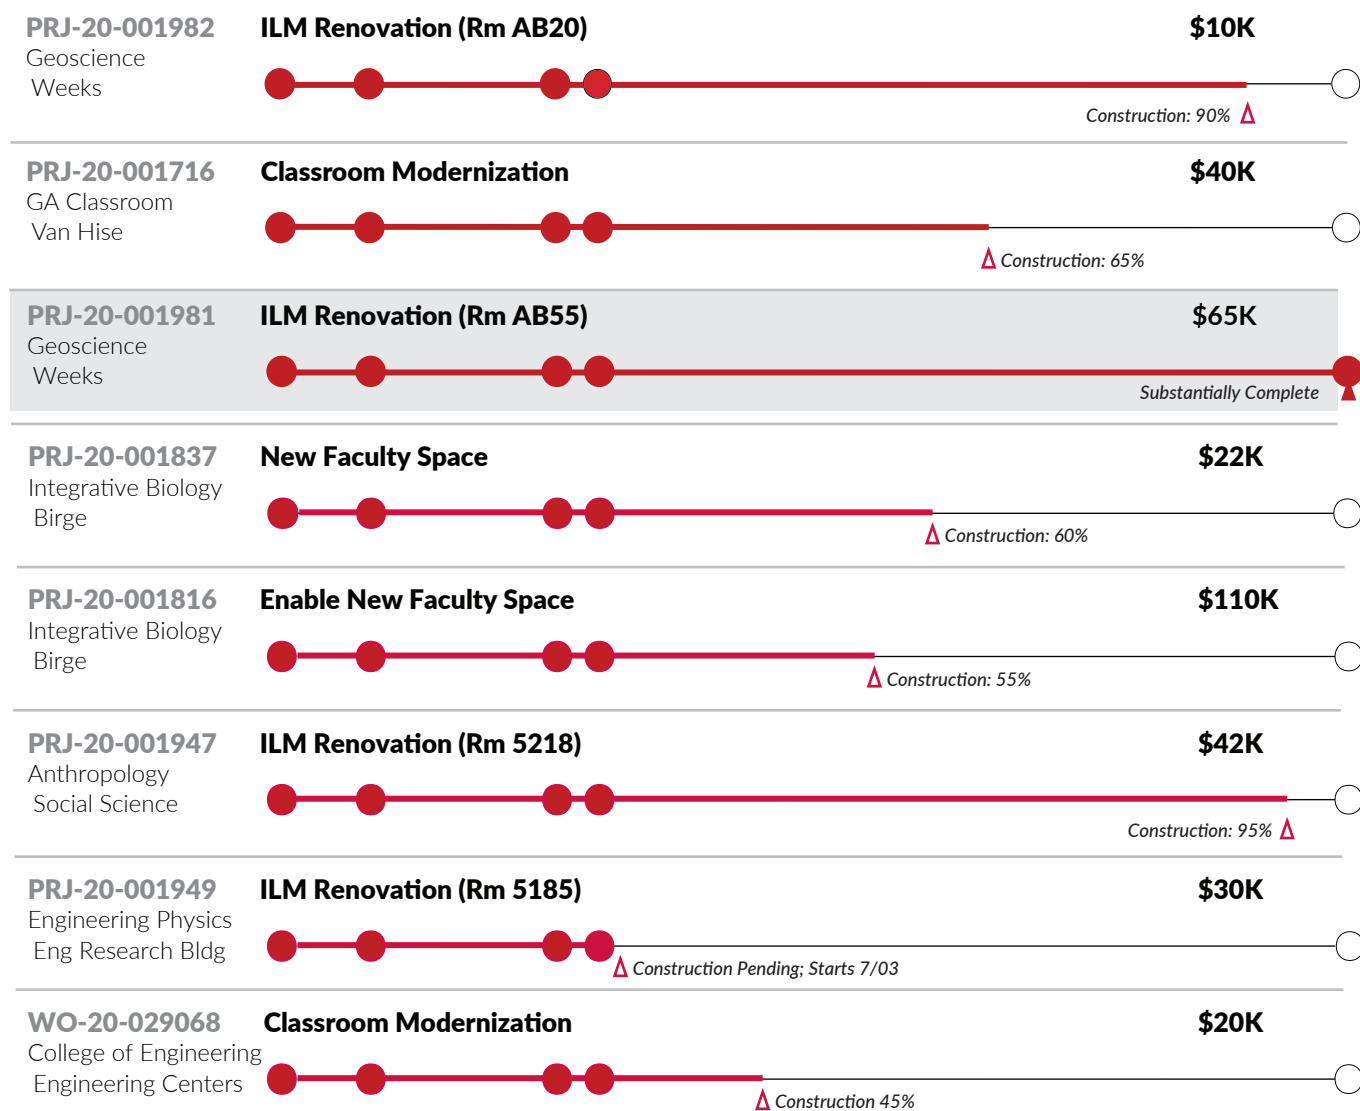 PRJ-20-001982 ILM Renovation (Rm AB20) $10K
Geoscience
Weeks
Construction: 90%
PRJ-20-001716 Classroom Modernization $40K
GA Classroom
Van Hise
Construction: 65%
PRJ-20-001981 ILM Renovation (Rm AB55) $65K
Geoscience
Weeks
Substantially Complete
PRJ-20-001837 New Faculty Space $22K
Integrative Biology
Birge
Construction: 60%
PRJ-20-001816 Enable New Faculty Space $110K
Integrative Biology
Birge
Construction: 55%
PRJ-20-001947 ILM Renovation (Rm 5218) $42K
Anthropology
Social Science
Construction: 95%
PRJ-20-001949 ILM Renovation (Rm 5185) $30K
Engineering Physics
Eng Research Bldg
Construction Pending; Starts 7/03
WO-20-029068 Classroom Modernization $20K
College of Engineering
Engineering Centers
Construction 45%